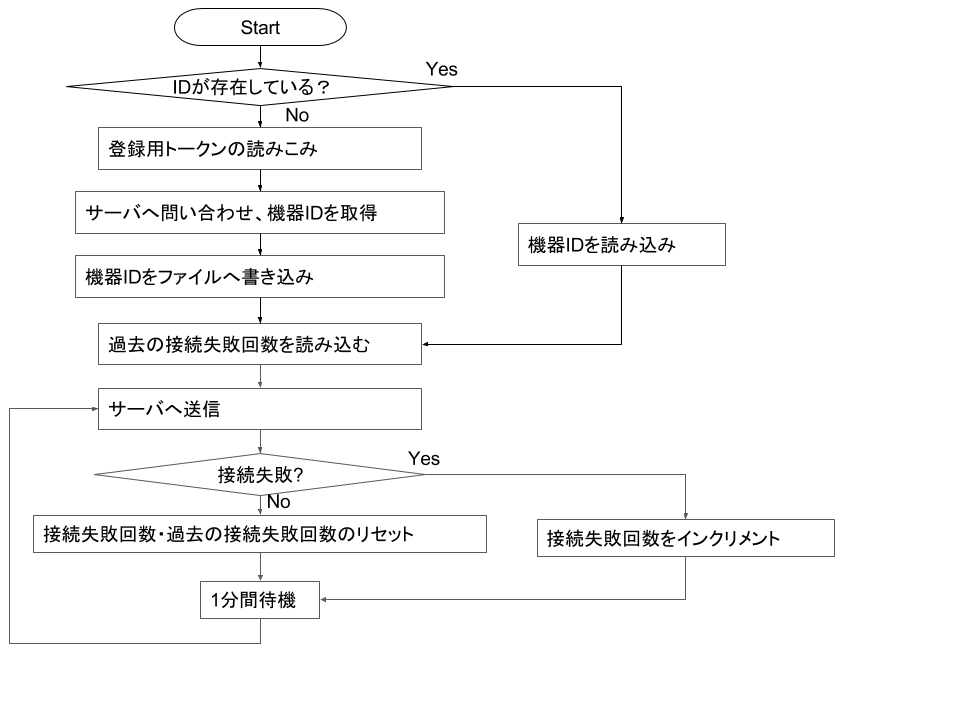 Start
IDが存在している?
Yes
No
登録用トークンの読みこみ
サーバへ問い合わせ、機器IDを取得
機器IDを読み込み
機器IDをファイルへ書き込み
過去の接続失敗回数を読み込む
サーバへ送信
接続失敗?
Yes
No
接続失敗回数・過去の接続失敗回数のリセット
接続失敗回数をインクリメント
1分間待機